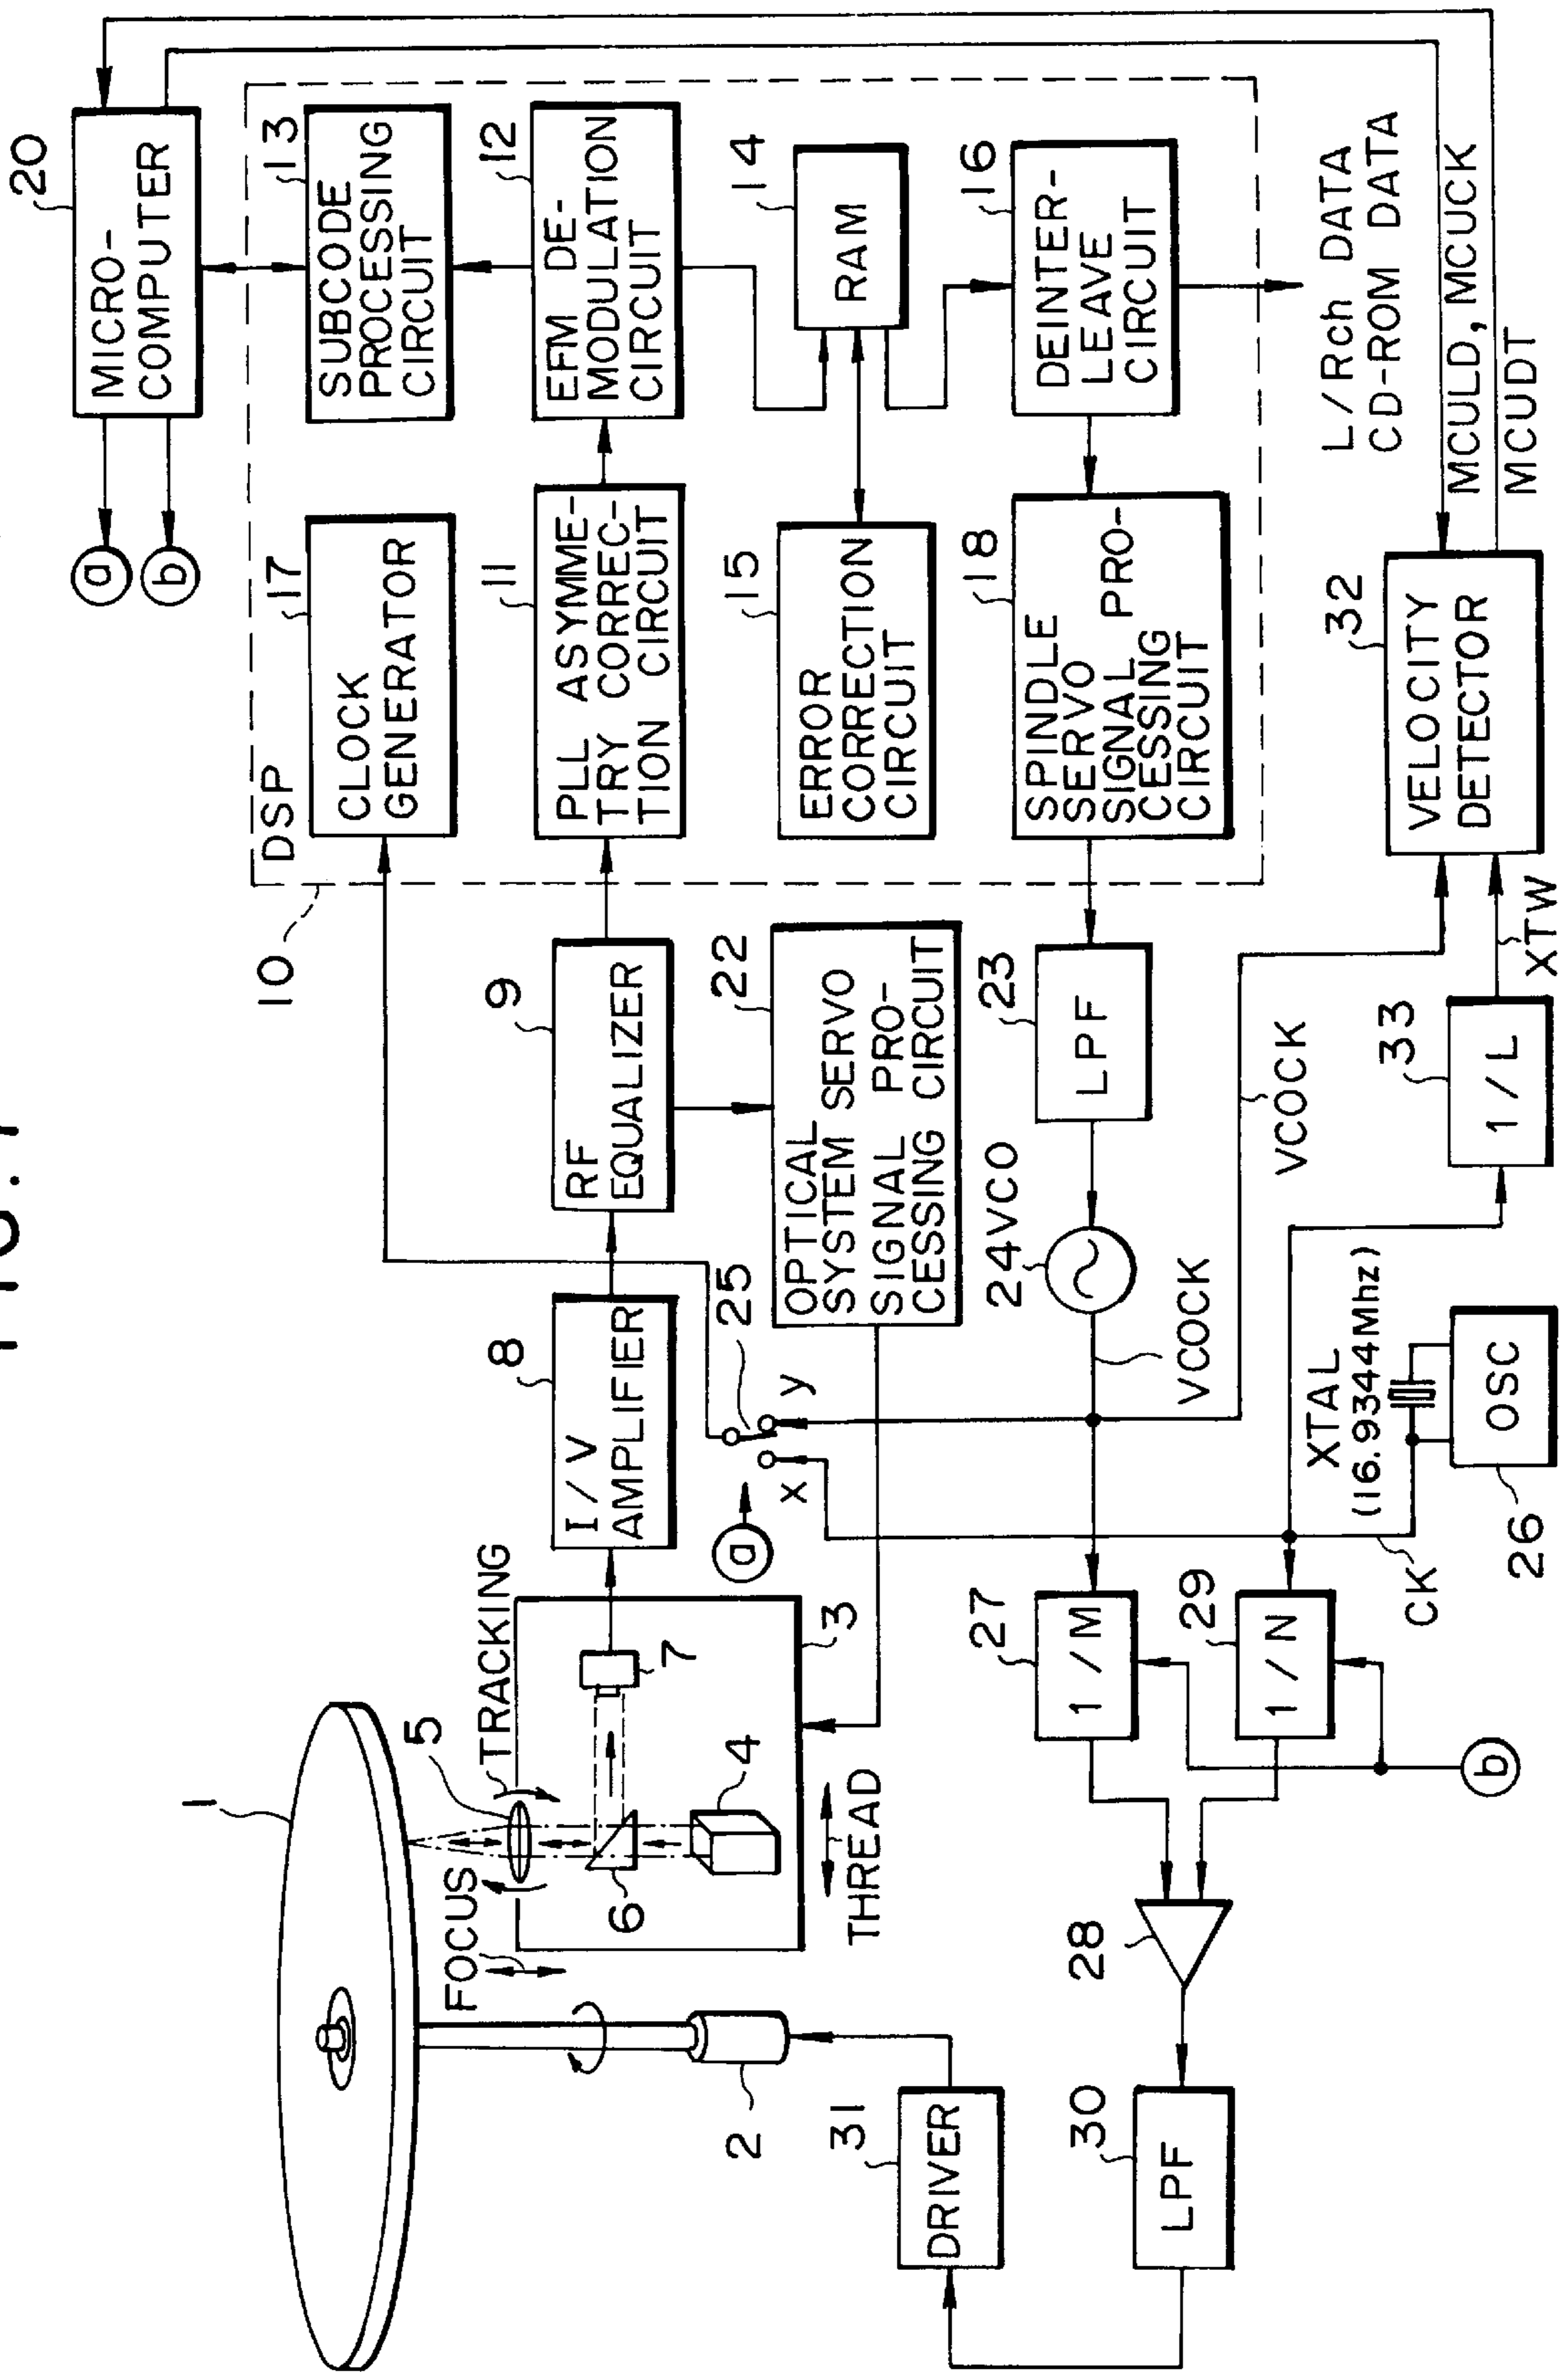 FIG. 1
1
2
3
4
5
6
7
FOCUS
TRACKING
THREAD
8
I/V
AMPLIFIER
9
RF
EQUALIZER
10
DSP
17
CLOCK
GENERATOR
11
PLL ASYMME-
TRY CORREC-
TION CIRCUIT
12
EFM DE-
MODULATION
CIRCUIT
13
SUBCODE
PROCESSING
CIRCUIT
20
MICRO-
COMPUTER
a
b
14
RAM
15
ERROR
CORRECTION
CIRCUIT
16
DEINTER-
LEAVE
CIRCUIT
18
SPINDLE
SERVO
SIGNAL PRO-
CESSING
CIRCUIT
L/Rch DATA
CD-ROM DATA
22
OPTICAL
SYSTEM SERVO
SIGNAL PRO-
CESSING CIRCUIT
23
LPF
24 VCO
VCOCK
VCOCK
25
x
y
a
XTAL
(16.9344Mhz)
OSC
26
CK
27
1/M
29
1/N
b
28
30
LPF
31
DRIVER
33
1/L
XTW
32
VELOCITY
DETECTOR
MCULD, MCUCK
MCUDT